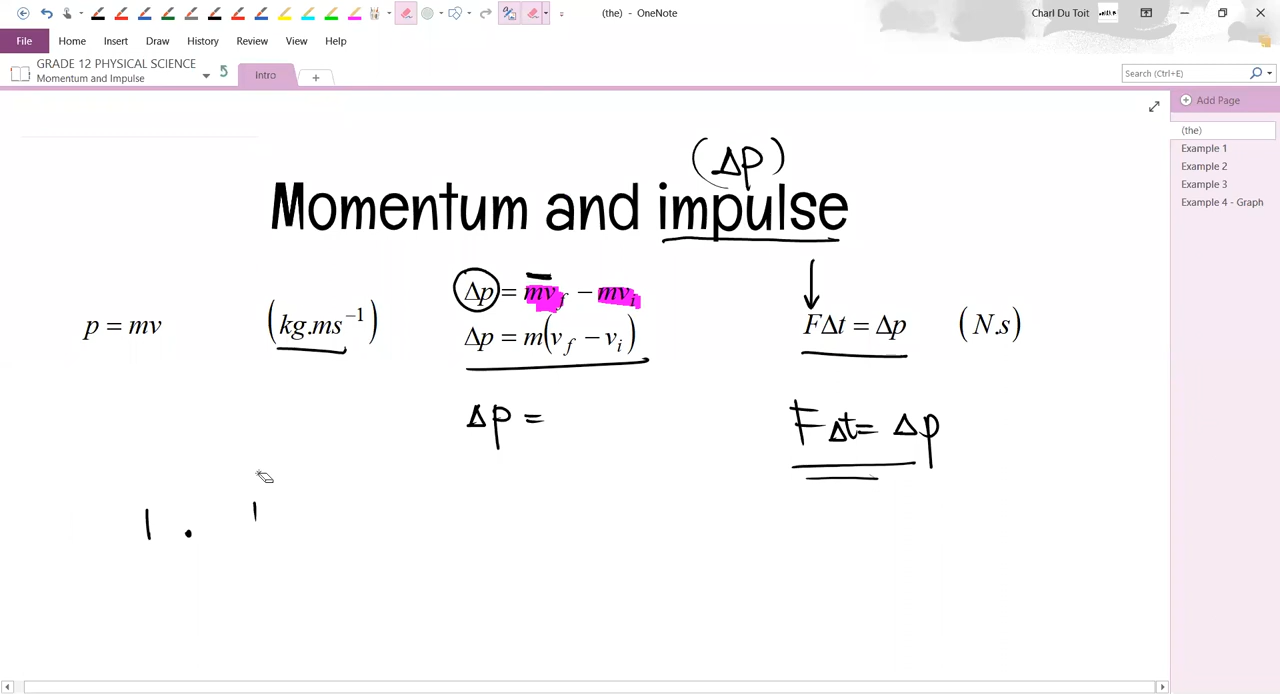 (the) - OneNote
Charl Du Toit
File Home Insert Draw History Review View Help
GRADE 12 PHYSICAL SCIENCE
Momentum and Impulse
Intro
Search (Ctrl+E)
Add Page
(the)
Example 1
Example 2
Example 3
Example 4 - Graph
(Δp)
Momentum and impulse
p = mv
(kg.ms⁻¹)
Δp = mv_f − mv_i
Δp = m(v_f − v_i)
FΔt = Δp (N.s)
Δp =
FΔt = Δp
1 .